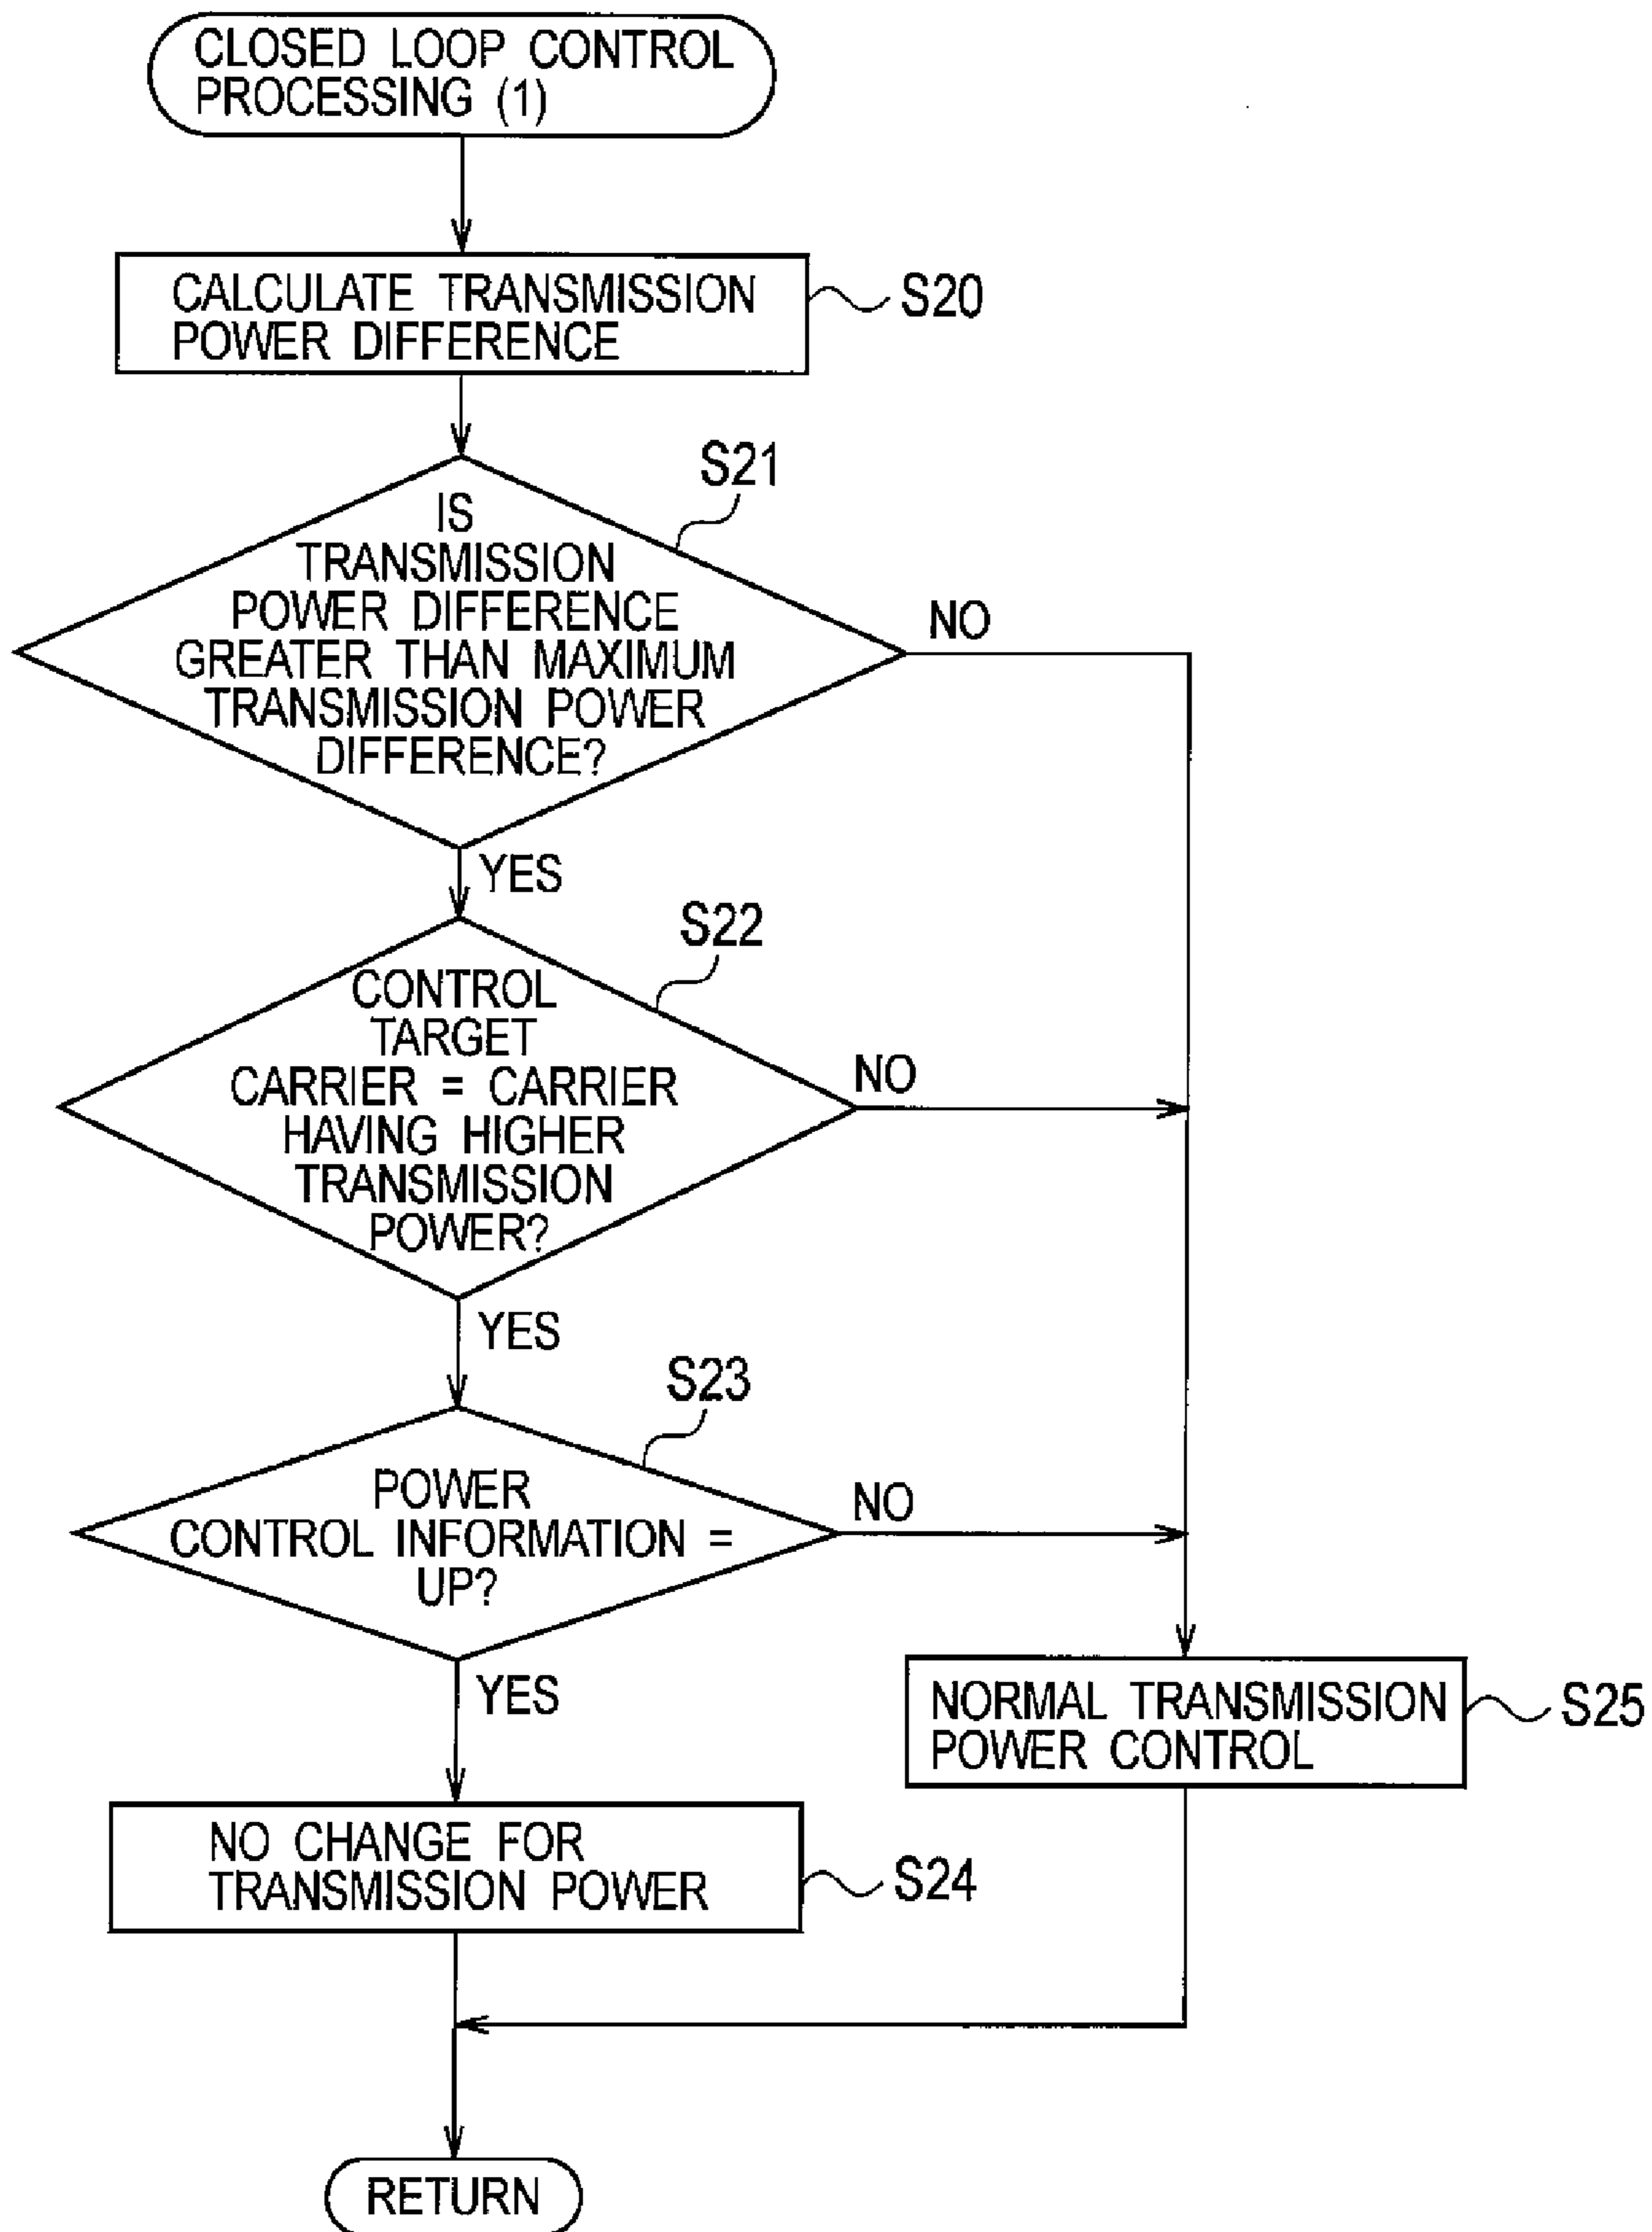 CLOSED LOOP CONTROL
PROCESSING (1)
CALCULATE TRANSMISSION
POWER DIFFERENCE
S20
S21
IS
TRANSMISSION
POWER DIFFERENCE
GREATER THAN MAXIMUM
TRANSMISSION POWER
DIFFERENCE?
NO
YES
S22
CONTROL
TARGET
CARRIER = CARRIER
HAVING HIGHER
TRANSMISSION
POWER?
NO
YES
S23
POWER
CONTROL INFORMATION =
UP?
NO
YES
NORMAL TRANSMISSION
POWER CONTROL
S25
NO CHANGE FOR
TRANSMISSION POWER
S24
RETURN